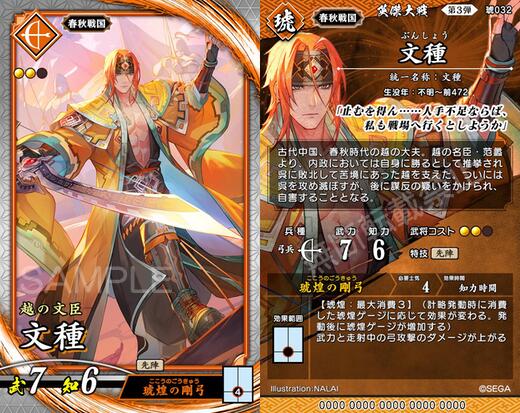 春秋戦国
SAMPLE
越の文臣
文種
武7 知6
先陣
ここうのごうきゅう
琥煌の剛弓
4
琥
春秋戦国
英傑大戦
第3弾
琥032
ぶんしょう
文種
統一名称:文種
生没年:不明~前472
「止むを得ん……人手不足ならば、
私も戦場へ行くとしようか」
古代中国、春秋時代の越の大夫。越の名臣・范蠡
より、内政においては自身に勝るとして推挙され
呉に敗北して苦境にあった越を支えた。ついには
呉を攻め滅ぼすが、後に謀反の疑いをかけられ、
自害することとなる。
兵種 武力 知力 武将コスト
弓兵 7 6
特技 先陣
ここうのごうきゅう
琥煌の剛弓
必要士気 4
効果時間 知力時間
効果範囲
【琥煌:最大消費3】(計略発動時に消費
した琥煌ゲージに応じて効果が変わる。発
動後に琥煌ゲージが増加する)
武力と走射中の弓攻撃のダメージが上がる
Illustration:NALAI
©SEGA
0000 0000 0000 0000 0000